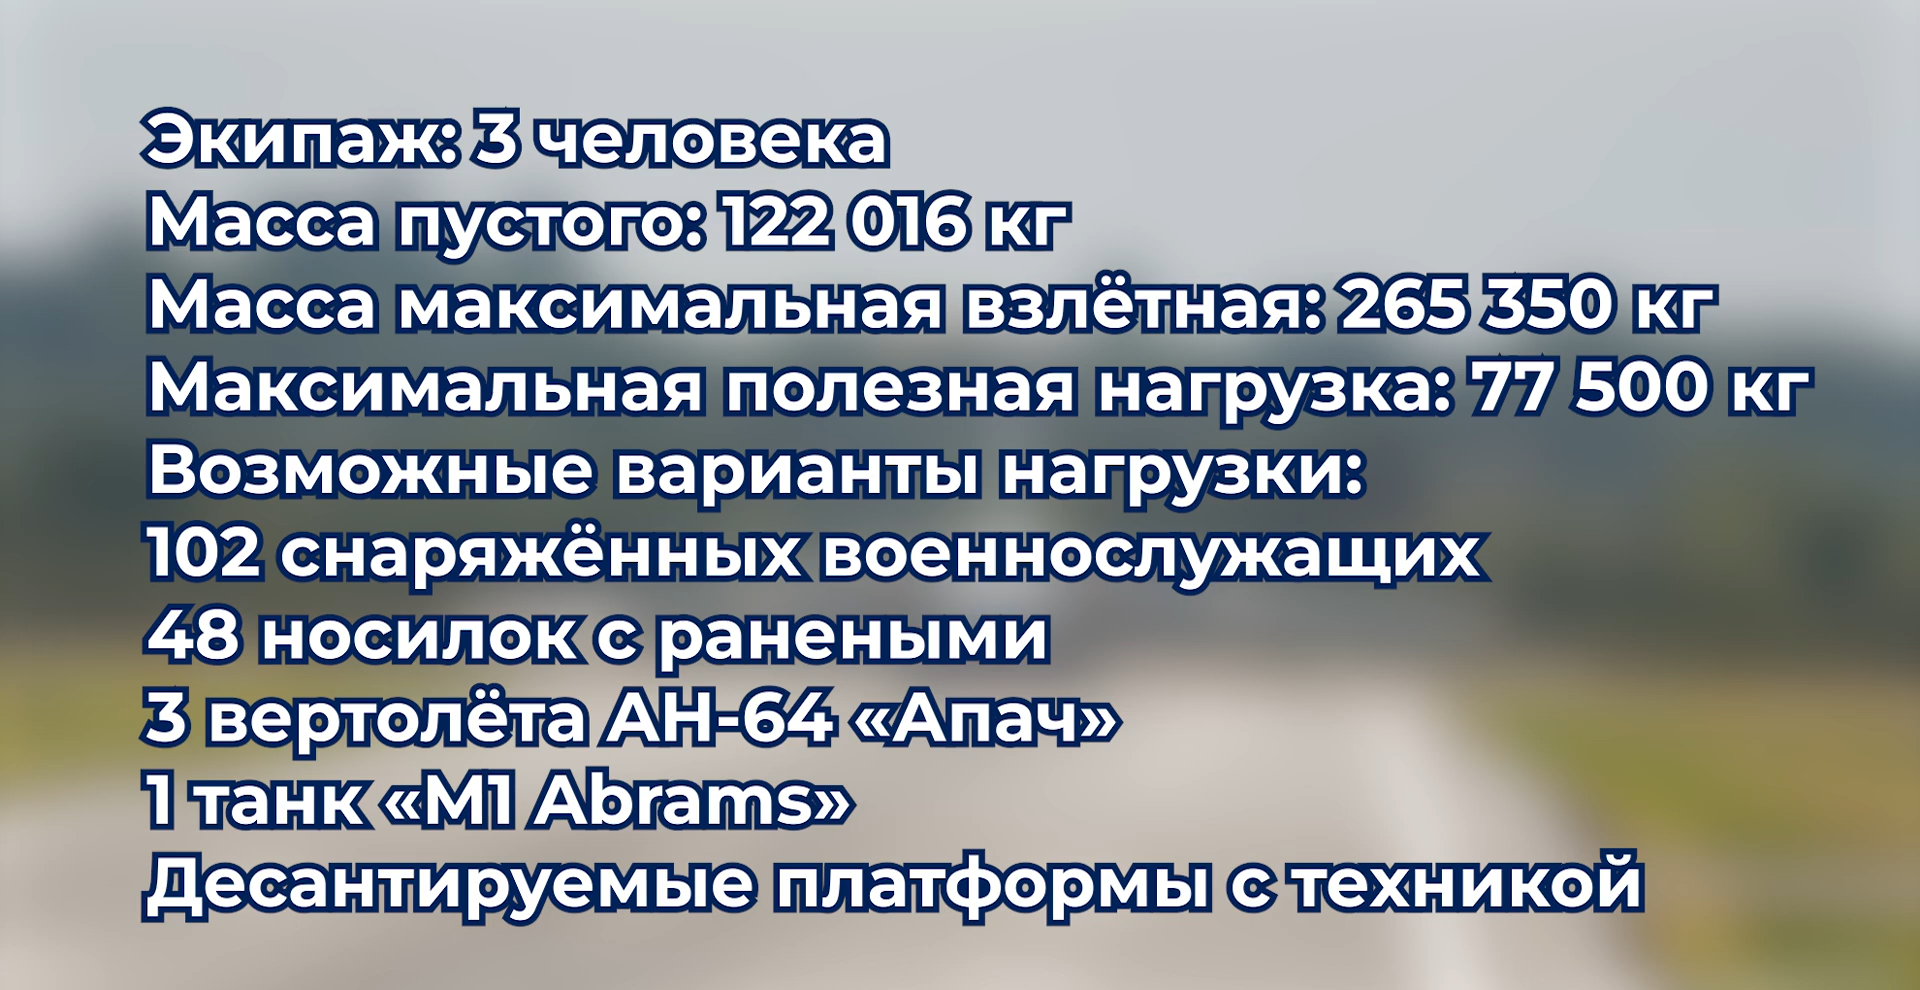 Экипаж: 3 человека
Масса пустого: 122 016 кг
Масса максимальная взлётная: 265 350 кг
Максимальная полезная нагрузка: 77 500 кг
Возможные варианты нагрузки:
102 снаряжённых военнослужащих
48 носилок с ранеными
3 вертолёта AH-64 «Апач»
1 танк «M1 Abrams»
Десантируемые платформы с техникой